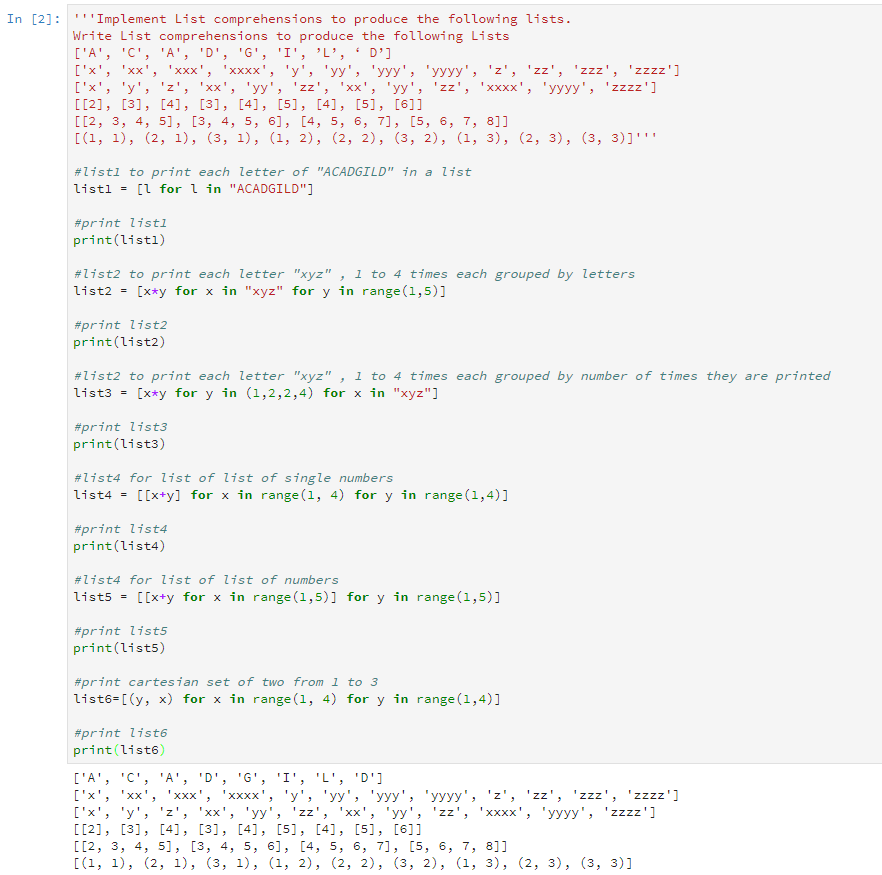 In [2]: '''Implement List comprehensions to produce the following lists.
Write List comprehensions to produce the following Lists
['A', 'C', 'A', 'D', 'G', 'I', ’L’, ‘ D’]
['x', 'xx', 'xxx', 'xxxx', 'y', 'yy', 'yyy', 'yyyy', 'z', 'zz', 'zzz', 'zzzz']
['x', 'y', 'z', 'xx', 'yy', 'zz', 'xx', 'yy', 'zz', 'xxxx', 'yyyy', 'zzzz']
[[2], [3], [4], [3], [4], [5], [4], [5], [6]]
[[2, 3, 4, 5], [3, 4, 5, 6], [4, 5, 6, 7], [5, 6, 7, 8]]
[(1, 1), (2, 1), (3, 1), (1, 2), (2, 2), (3, 2), (1, 3), (2, 3), (3, 3)]'''
#list1 to print each letter of "ACADGILD" in a list
list1 = [l for l in "ACADGILD"]
#print list1
print(list1)
#list2 to print each letter "xyz" , 1 to 4 times each grouped by letters
list2 = [x*y for x in "xyz" for y in range(1,5)]
#print list2
print(list2)
#list2 to print each letter "xyz" , 1 to 4 times each grouped by number of times they are printed
list3 = [x*y for y in (1,2,2,4) for x in "xyz"]
#print list3
print(list3)
#list4 for list of list of single numbers
list4 = [[x+y] for x in range(1, 4) for y in range(1,4)]
#print list4
print(list4)
#list4 for list of list of numbers
list5 = [[x+y for x in range(1,5)] for y in range(1,5)]
#print list5
print(list5)
#print cartesian set of two from 1 to 3
list6=[(y, x) for x in range(1, 4) for y in range(1,4)]
#print list6
print(list6)
['A', 'C', 'A', 'D', 'G', 'I', 'L', 'D']
['x', 'xx', 'xxx', 'xxxx', 'y', 'yy', 'yyy', 'yyyy', 'z', 'zz', 'zzz', 'zzzz']
['x', 'y', 'z', 'xx', 'yy', 'zz', 'xx', 'yy', 'zz', 'xxxx', 'yyyy', 'zzzz']
[[2], [3], [4], [3], [4], [5], [4], [5], [6]]
[[2, 3, 4, 5], [3, 4, 5, 6], [4, 5, 6, 7], [5, 6, 7, 8]]
[(1, 1), (2, 1), (3, 1), (1, 2), (2, 2), (3, 2), (1, 3), (2, 3), (3, 3)]